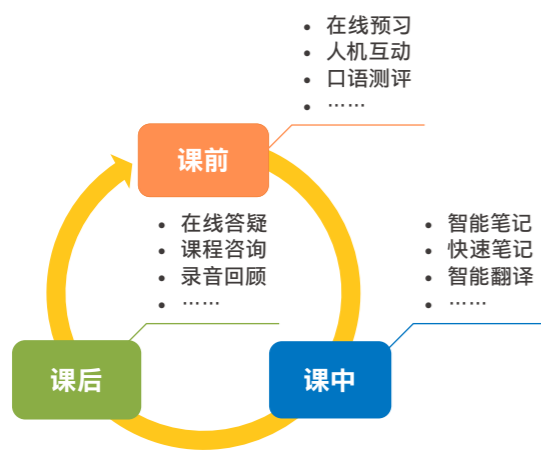 • 在线预习
• 人机互动
• 口语测评
• ……
课前
• 在线答疑
• 课程咨询
• 录音回顾
• ……
• 智能笔记
• 快速笔记
• 智能翻译
• ……
课后
课中